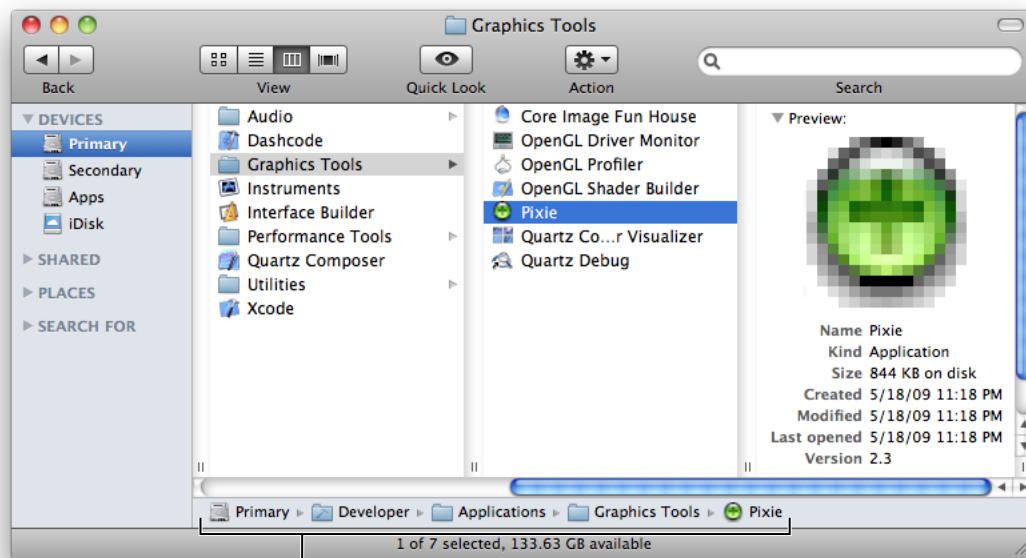 Graphics Tools
Back
View
Quick Look
Action
Search
DEVICES
Primary
Secondary
Apps
iDisk
SHARED
PLACES
SEARCH FOR
Audio
Dashcode
Graphics Tools
Instruments
Interface Builder
Performance Tools
Quartz Composer
Utilities
Xcode
Core Image Fun House
OpenGL Driver Monitor
OpenGL Profiler
OpenGL Shader Builder
Pixie
Quartz Co...r Visualizer
Quartz Debug
Preview:
Name Pixie
Kind Application
Size 844 KB on disk
Created 5/18/09 11:18 PM
Modified 5/18/09 11:18 PM
Last opened 5/18/09 11:18 PM
Version 2.3
Primary Developer Applications Graphics Tools Pixie
1 of 7 selected, 133.63 GB available